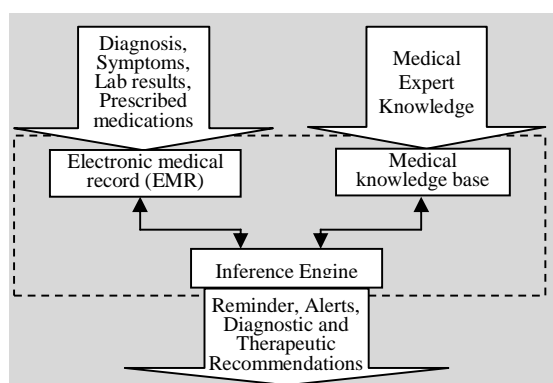 Diagnosis,
Symptoms,
Lab results,
Prescribed
medications
Medical
Expert
Knowledge
Electronic medical
record (EMR)
Medical
knowledge base
Inference Engine
Reminder, Alerts,
Diagnostic and
Therapeutic
Recommendations